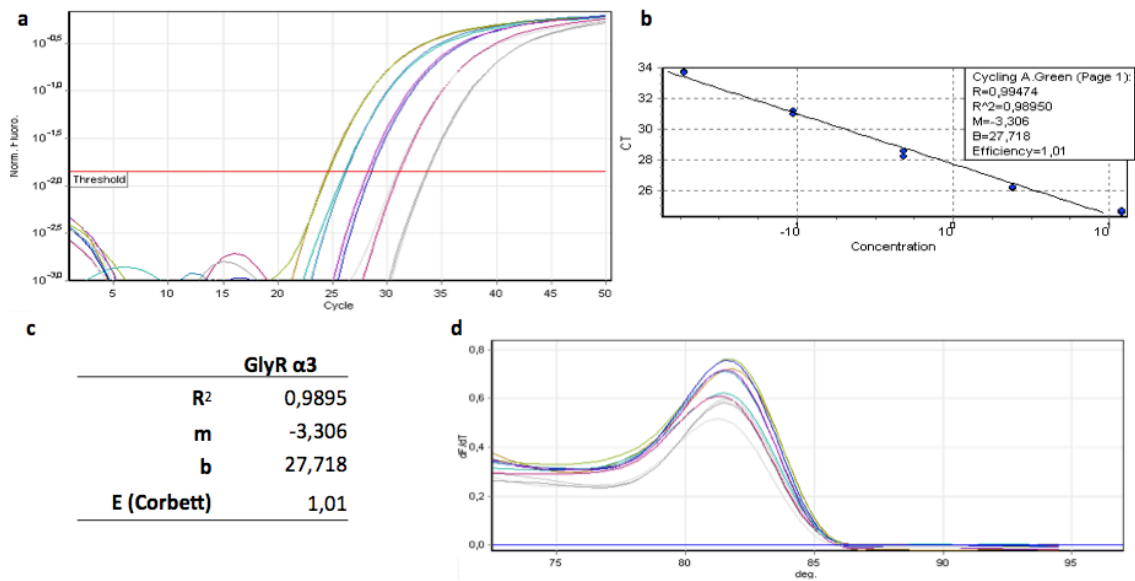 a
Norm. Fluoro.
10^-0,5
10^-1,0
10^-1,5
10^-2,0
10^-2,5
10^-3,0
Threshold
5 10 15 20 25 30 35 40 45 50
Cycle
b
CT
34
32
30
28
26
Cycling A.Green (Page 1):
R=0,99474
R^2=0,98950
M=-3,306
B=27,718
Efficiency=1,01
Concentration
c
GlyR α3
R² 0,9895
m -3,306
b 27,718
E (Corbett) 1,01
d
dF/dT
0,8
0,6
0,4
0,2
0,0
75 80 85 90 95
deg.